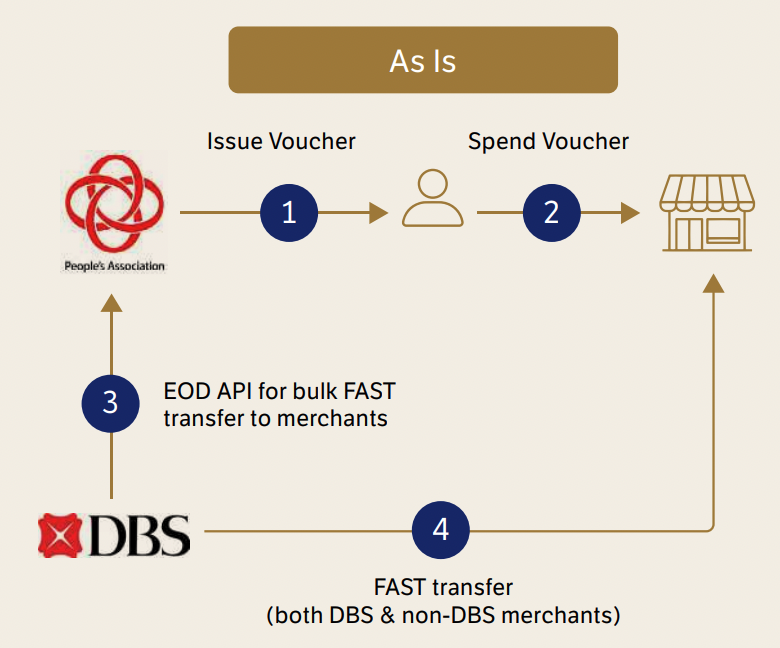 As Is
Issue Voucher
Spend Voucher
1
2
People's Association
3
EOD API for bulk FAST
transfer to merchants
DBS
4
FAST transfer
(both DBS & non-DBS merchants)